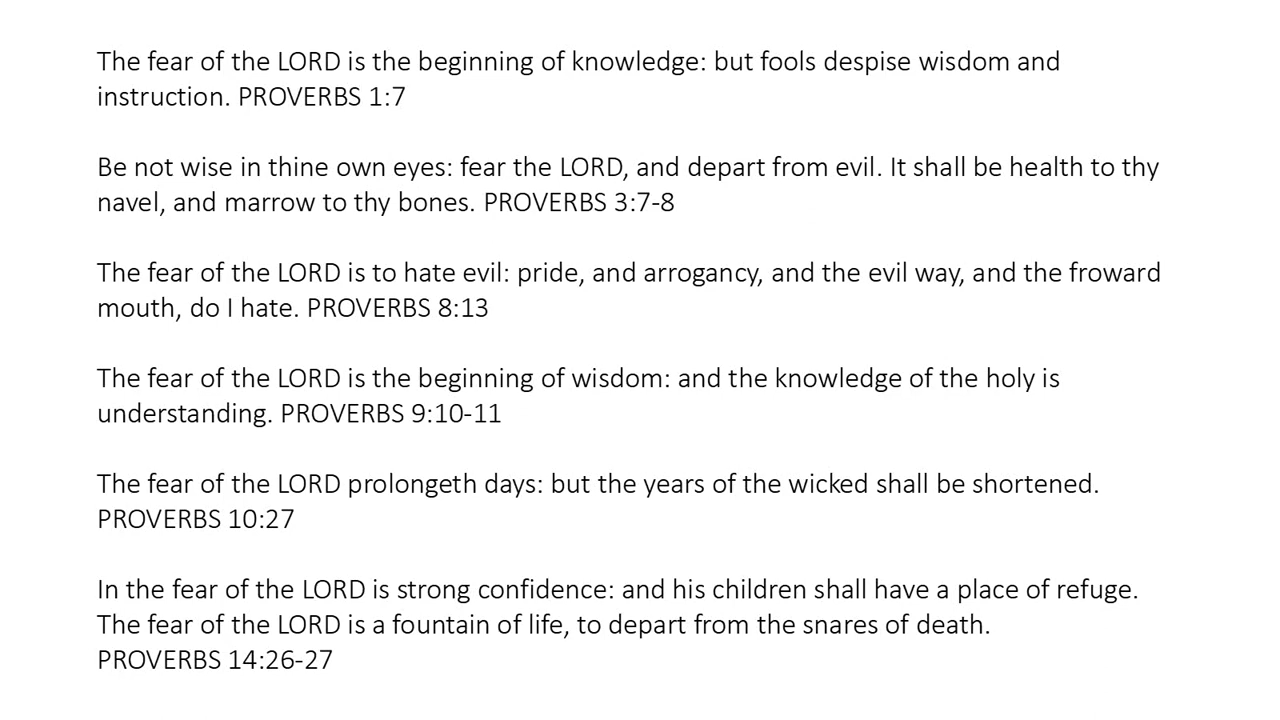 The fear of the LORD is the beginning of knowledge: but fools despise wisdom and
instruction. PROVERBS 1:7
Be not wise in thine own eyes: fear the LORD, and depart from evil. It shall be health to thy
navel, and marrow to thy bones. PROVERBS 3:7-8
The fear of the LORD is to hate evil: pride, and arrogancy, and the evil way, and the froward
mouth, do I hate. PROVERBS 8:13
The fear of the LORD is the beginning of wisdom: and the knowledge of the holy is
understanding. PROVERBS 9:10-11
The fear of the LORD prolongeth days: but the years of the wicked shall be shortened.
PROVERBS 10:27
In the fear of the LORD is strong confidence: and his children shall have a place of refuge.
The fear of the LORD is a fountain of life, to depart from the snares of death.
PROVERBS 14:26-27